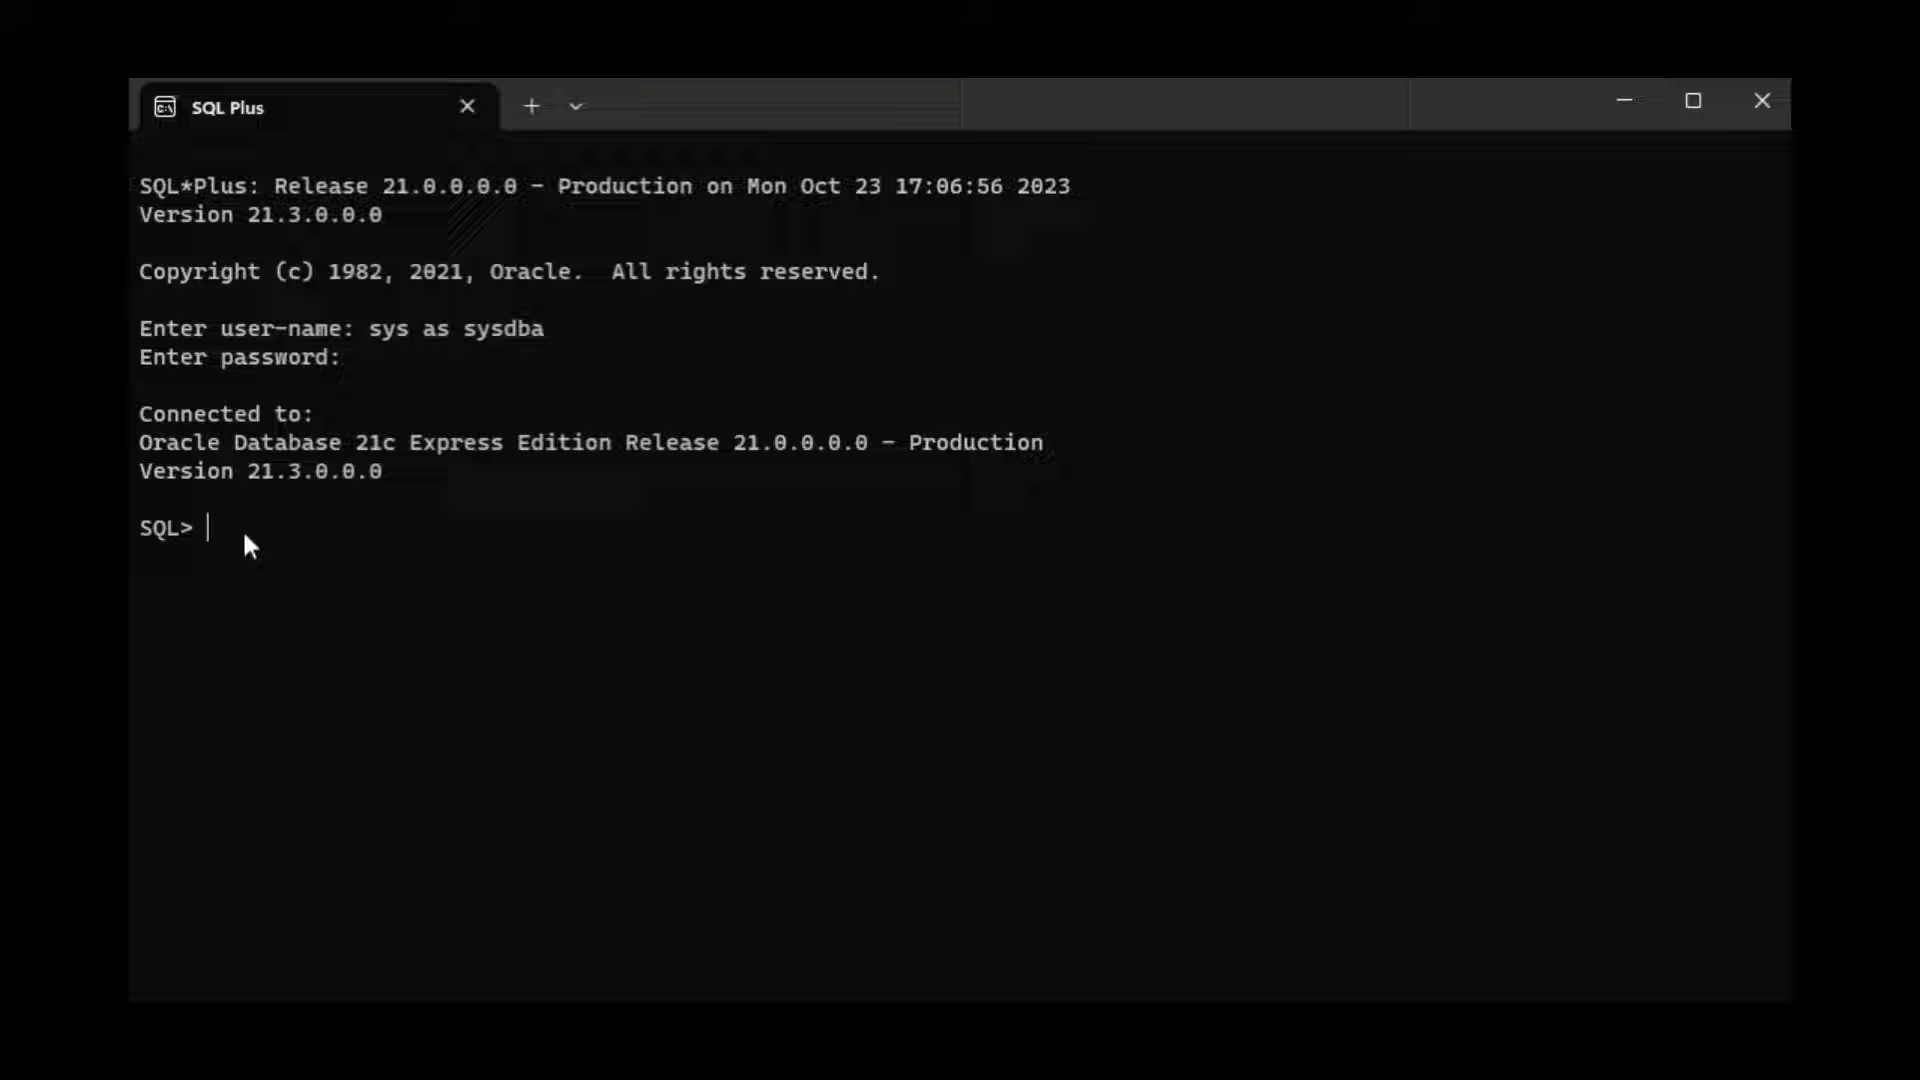 SQL Plus
SQL*Plus: Release 21.0.0.0.0 - Production on Mon Oct 23 17:06:56 2023
Version 21.3.0.0.0
Copyright (c) 1982, 2021, Oracle.  All rights reserved.
Enter user-name: sys as sysdba
Enter password:
Connected to:
Oracle Database 21c Express Edition Release 21.0.0.0.0 - Production
Version 21.3.0.0.0
SQL>